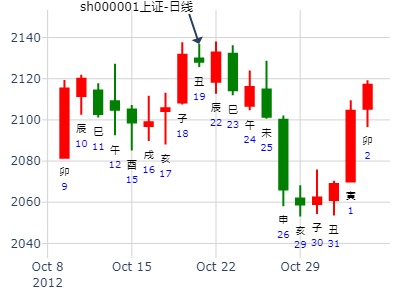 sh000001上证-日线
2140
2120
2100
2080
2060
2040
卯
9
辰
10
巳
11
午
12
酉
15
戌
16
亥
17
子
18
丑
19
辰
22
巳
23
午
24
未
25
申
26
亥
29
子
30
丑
31
寅
1
卯
2
Oct 8
2012
Oct 15
Oct 22
Oct 29